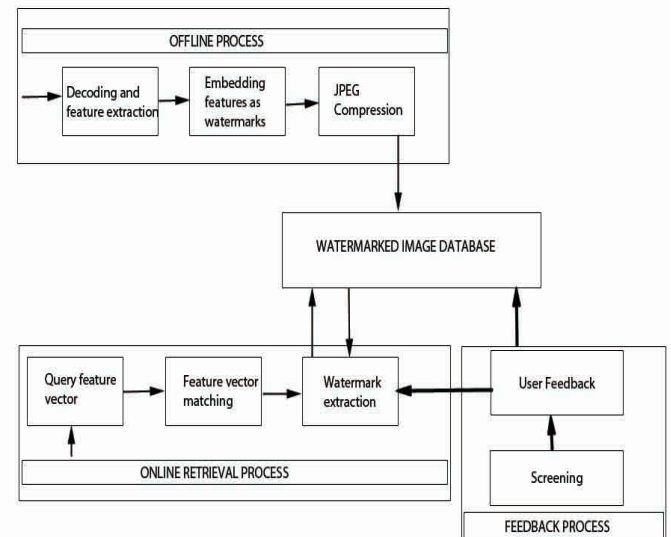 OFFLINE PROCESS
Decoding and
feature extraction
Embedding
features as
watermarks
JPEG
Compression
WATERMARKED IMAGE DATABASE
Query feature
vector
Feature vector
matching
Watermark
extraction
User Feedback
Screening
ONLINE RETRIEVAL PROCESS
FEEDBACK PROCESS